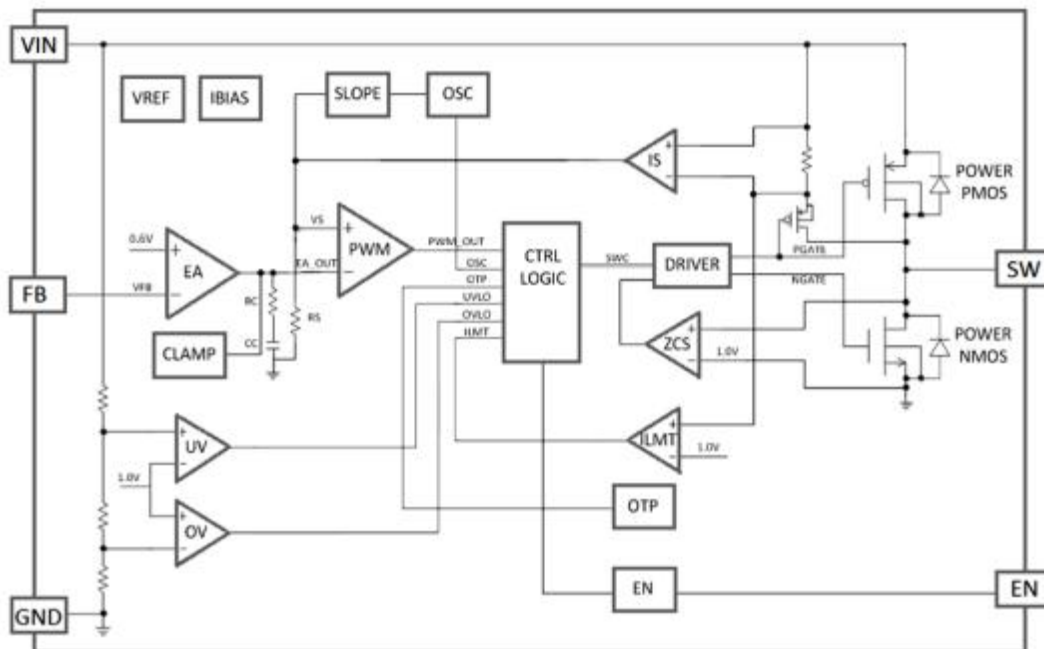 VIN
VREF
IBIAS
SLOPE
OSC
+
IS
−
POWER
PMOS
VS
+
PWM
−
0.6V
+
EA
−
EA_OUT
PWM_OUT
CTRL
LOGIC
SWC
DRIVER
PGATE
NGATE
SW
FB
VFB
OSC
OTP
UVLO
OVLO
ILMT
RC
CC
RS
CLAMP
+
ZCS
−
1.0V
POWER
NMOS
+
UV
−
1.0V
+
OV
−
+
ILMT
−
1.0V
OTP
EN
EN
GND